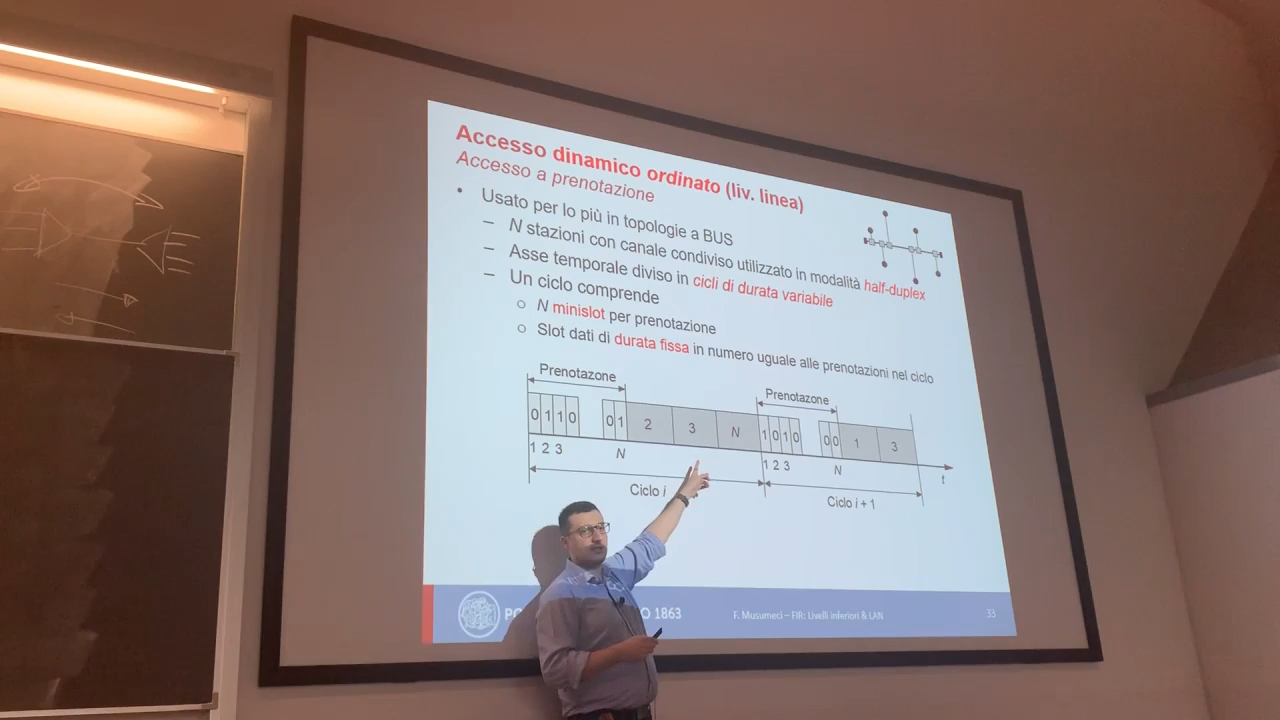 Accesso dinamico ordinato (liv. linea)
Accesso a prenotazione
• Usato per lo più in topologie a BUS
– N stazioni con canale condiviso utilizzato in modalità half-duplex
– Asse temporale diviso in cicli di durata variabile
– Un ciclo comprende
o N minislot per prenotazione
o Slot dati di durata fissa in numero uguale alle prenotazioni nel ciclo
Prenotazone Prenotazone
0 1 1 0 0 1 2 3 N 1 0 1 0 0 0 1 3
1 2 3 N 1 2 3 N t
Ciclo i Ciclo i + 1
O 1863 F. Musumeci – FIR: Livelli inferiori & LAN 33